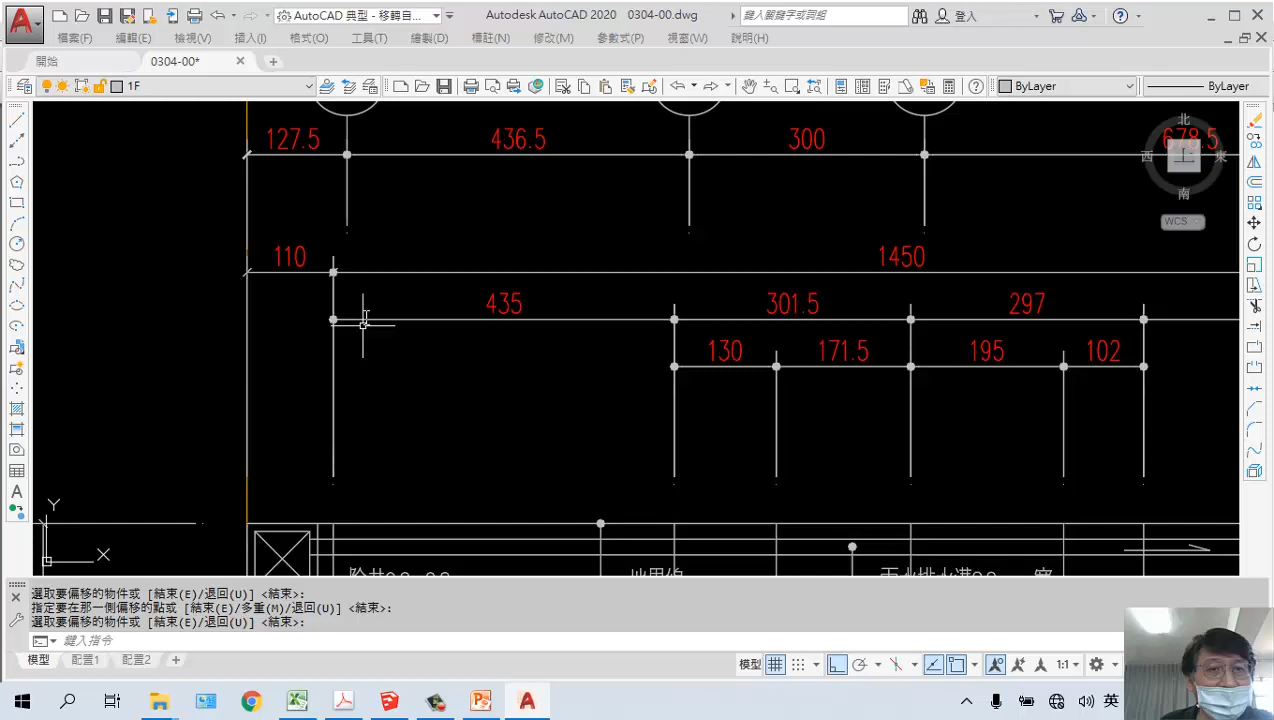 AutoCAD 典型 - 移轉自... Autodesk AutoCAD 2020 0304-00.dwg 鍵入關鍵字或詞組 登入
檔案(F) 編輯(E) 檢視(V) 插入(I) 格式(O) 工具(T) 繪製(D) 標註(N) 修改(M) 參數式(P) 視窗(W) 說明(H)
開始 0304-00*
1F ByLayer ByLayer
127.5 436.5 300 678.5
北
西 上 東
南
WCS
110 1450
435 301.5 297
130 171.5 195 102
Y
X
選取要偏移的物件或 [結束(E)/退回(U)] <結束>:
指定要在那一側偏移的點或 [結束(E)/多重(M)/退回(U)] <結束>:
選取要偏移的物件或 [結束(E)/退回(U)] <結束>:
鍵入指令
模型 配置1 配置2 模型 1:1
英